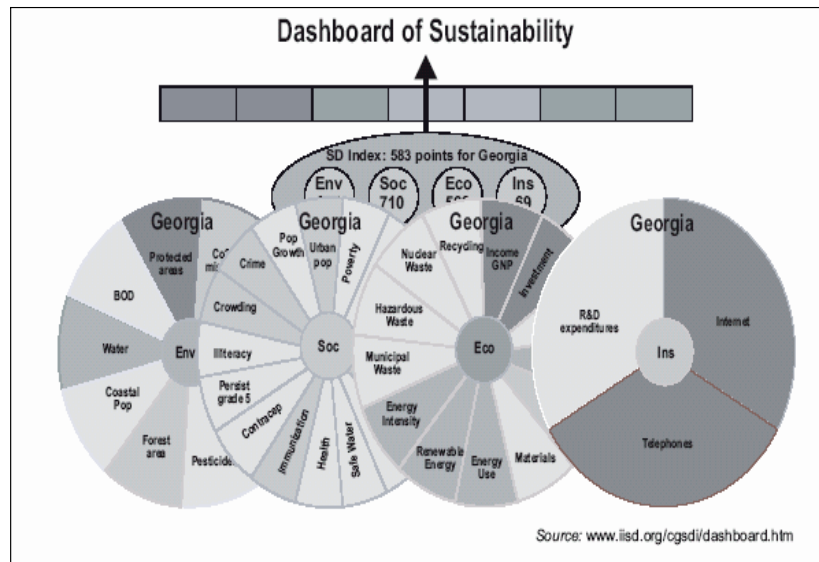 Dashboard of Sustainability
SD Index: 583 points for Georgia
Env
Soc
710
Eco
Ins
69
Georgia
Protected
areas
BOD
Water
Coastal
Pop
Forest
area
Env
Georgia
Pop
Growth
Urban
pop
Poverty
Crime
Crowding
Illiteracy
Persist
grade 5
Contracep
Immunization
Health
Safe Water
Soc
Georgia
Nuclear
Waste
Recycling
Income
GNP
Investment
Hazardous
Waste
Municipal
Waste
Energy
Intensity
Renewable
Energy
Energy
Use
Materials
Eco
Georgia
R&D
expenditures
Internet
Telephones
Ins
Source: www.iisd.org/cgsdi/dashboard.htm